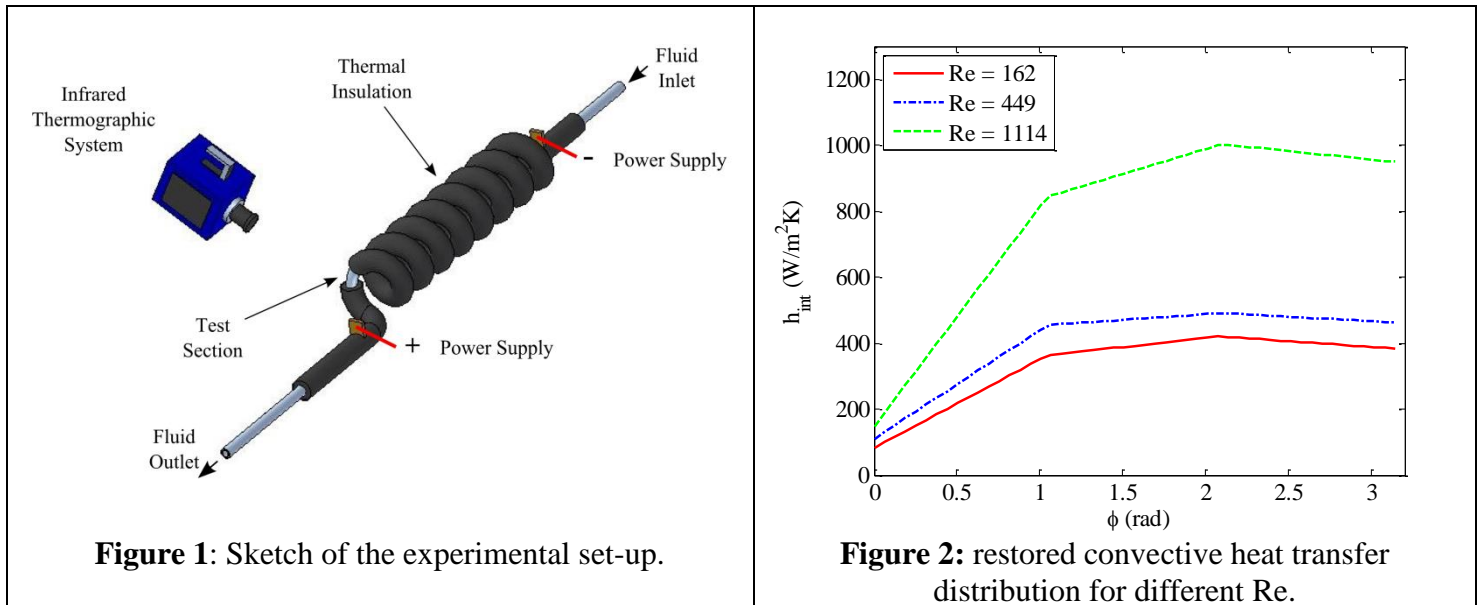 Infrared
Thermographic
System
Thermal
Insulation
Fluid
Inlet
- Power Supply
Test
Section
+ Power Supply
Fluid
Outlet
Figure 1: Sketch of the experimental set-up.
Re = 162
Re = 449
Re = 1114
1200
1000
800
600
400
200
0
h_int (W/m²K)
0 0.5 1 1.5 2 2.5 3
ϕ (rad)
Figure 2: restored convective heat transfer
distribution for different Re.